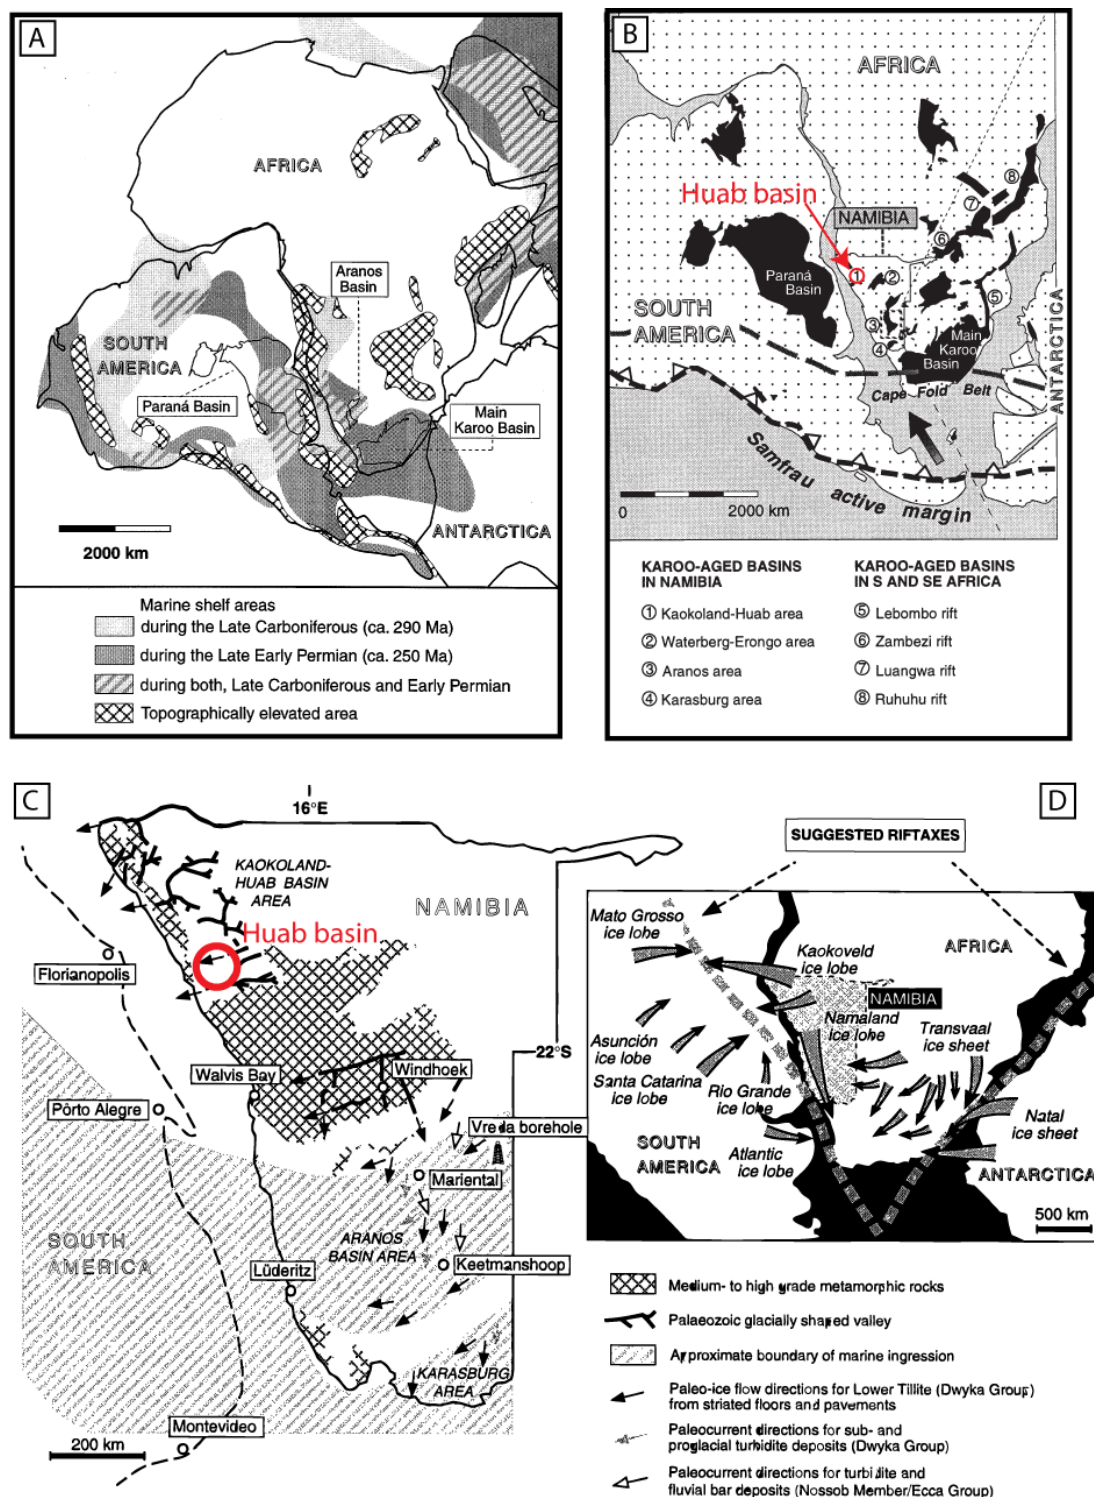 A
AFRICA
Aranos
Basin
SOUTH
AMERICA
Paraná Basin
Main
Karoo Basin
ANTARCTICA
2000 km
Marine shelf areas
during the Late Carboniferous (ca. 290 Ma)
during the Late Early Permian (ca. 250 Ma)
during both, Late Carboniferous and Early Permian
Topographically elevated area
B
AFRICA
Huab basin
NAMIBIA
8
7
6
1
2
5
3
4
Paraná
Basin
SOUTH
AMERICA
Main
Karoo
Basin
Cape Fold Belt
ANTARCTICA
Samfrau active margin
0 2000 km
KAROO-AGED BASINS
IN NAMIBIA
1 Kaokoland-Huab area
2 Waterberg-Erongo area
3 Aranos area
4 Karasburg area
KAROO-AGED BASINS
IN S AND SE AFRICA
5 Lebombo rift
6 Zambezi rift
7 Luangwa rift
8 Ruhuhu rift
C
16°E
KAOKOLAND-
HUAB BASIN
AREA
NAMIBIA
Huab basin
Florianopolis
22°S
Walvis Bay
Windhoek
Pôrto Alegre
Vreda borehole
Mariental
SOUTH
AMERICA
ARANOS
BASIN AREA
Lüderitz
Keetmanshoop
KARASBURG
AREA
Montevideo
200 km
D
SUGGESTED RIFTAXES
Mato Grosso
ice lobe
AFRICA
Kaokoveld
ice lobe
NAMIBIA
Namaland
ice lobe
Transvaal
ice sheet
Asunción
ice lobe
Santa Catarina
ice lobe
Rio Grande
ice lobe
Natal
ice sheet
SOUTH
AMERICA
Atlantic
ice lobe
ANTARCTICA
500 km
Medium- to high grade metamorphic rocks
Palaeozoic glacially shaped valley
Approximate boundary of marine ingression
Paleo-ice flow directions for Lower Tillite (Dwyka Group)
from striated floors and pavements
Paleocurrent directions for sub- and
proglacial turbidite deposits (Dwyka Group)
Paleocurrent directions for turbidite and
fluvial bar deposits (Nossob Member/Ecca Group)